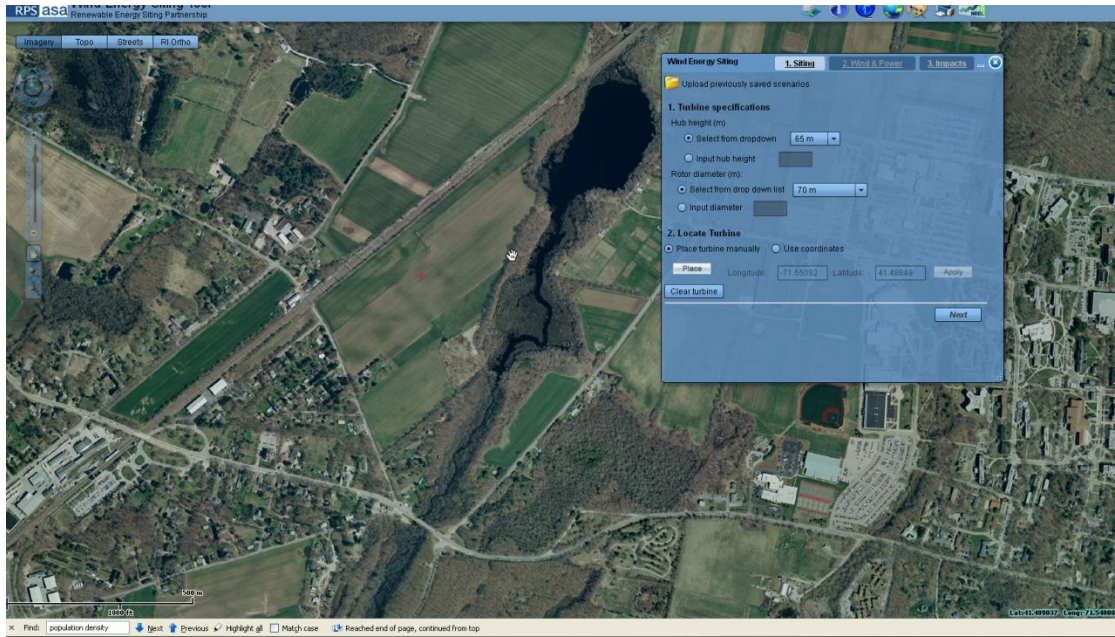 RPS asa Wind Energy Siting Tool
Renewable Energy Siting Partnership
NREL
Imagery Topo Streets RI Ortho
Wind Energy Siting 1. Siting 2. Wind & Power 3. Impacts ...
Upload previously saved scenarios
1. Turbine specifications
Hub height (m)
Select from dropdown 65 m
Input hub height
Rotor diameter (m):
Select from drop down list 70 m
Input diameter
2. Locate Turbine
Place turbine manually Use coordinates
Place Longitude: -71.55092 Latitude: 41.48849 Apply
Clear turbine
Next
500 m
1000 ft
× Find: population density Next Previous Highlight all Match case Reached end of page, continued from top